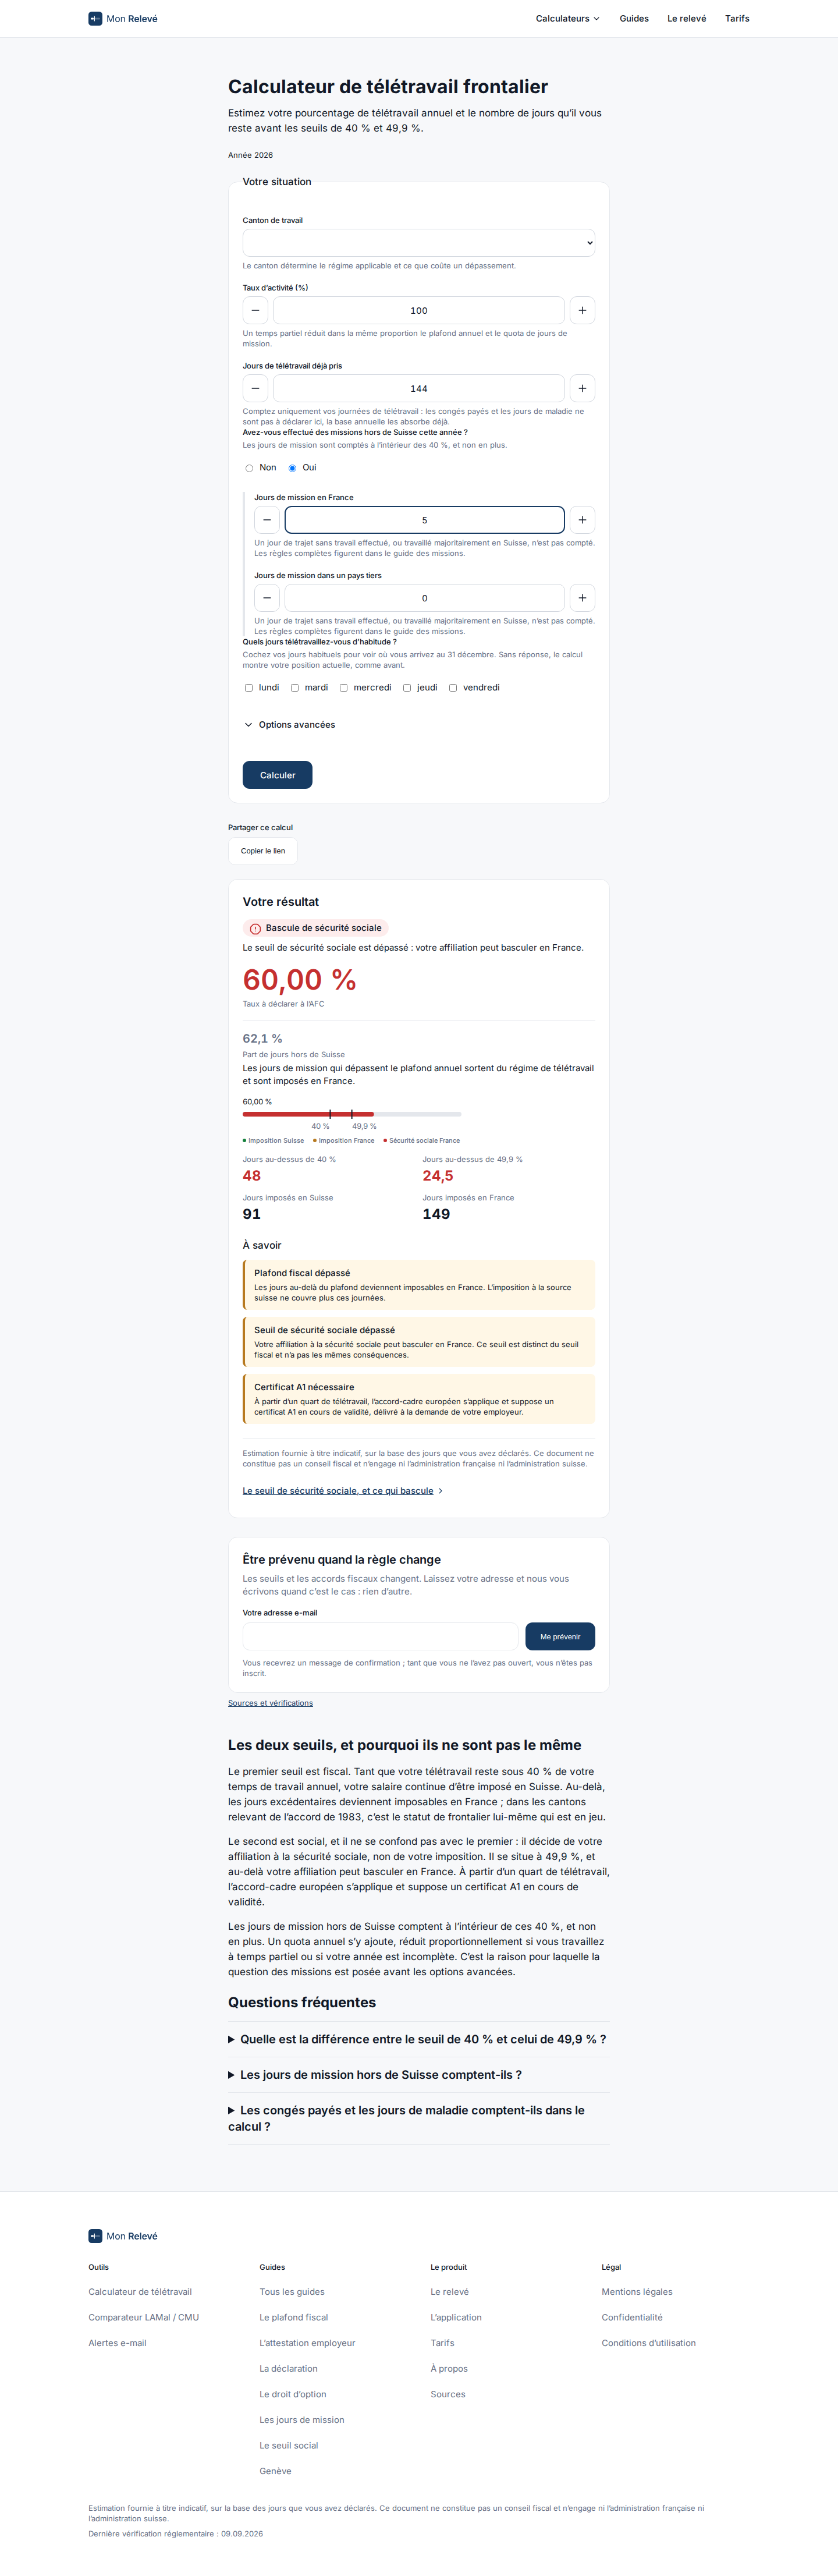 Mon Relevé
Calculateurs
Guides
Le relevé
Tarifs
Calculateur de télétravail frontalier
Estimez votre pourcentage de télétravail annuel et le nombre de jours qu’il vous
reste avant les seuils de 40 % et 49,9 %.
Année 2026
Votre situation
Canton de travail
Le canton détermine le régime applicable et ce que coûte un dépassement.
Taux d’activité (%)
100
Un temps partiel réduit dans la même proportion le plafond annuel et le quota de jours de
mission.
Jours de télétravail déjà pris
144
Comptez uniquement vos journées de télétravail : les congés payés et les jours de maladie ne
sont pas à déclarer ici, la base annuelle les absorbe déjà.
Avez-vous effectué des missions hors de Suisse cette année ?
Les jours de mission sont comptés à l’intérieur des 40 %, et non en plus.
Non
Oui
Jours de mission en France
5
Un jour de trajet sans travail effectué, ou travaillé majoritairement en Suisse, n’est pas compté.
Les règles complètes figurent dans le guide des missions.
Jours de mission dans un pays tiers
0
Un jour de trajet sans travail effectué, ou travaillé majoritairement en Suisse, n’est pas compté.
Les règles complètes figurent dans le guide des missions.
Quels jours télétravaillez-vous d’habitude ?
Cochez vos jours habituels pour voir où vous arrivez au 31 décembre. Sans réponse, le calcul
montre votre position actuelle, comme avant.
lundi
mardi
mercredi
jeudi
vendredi
Options avancées
Calculer
Partager ce calcul
Copier le lien
Votre résultat
Bascule de sécurité sociale
Le seuil de sécurité sociale est dépassé : votre affiliation peut basculer en France.
60,00 %
Taux à déclarer à l’AFC
62,1 %
Part de jours hors de Suisse
Les jours de mission qui dépassent le plafond annuel sortent du régime de télétravail
et sont imposés en France.
60,00 %
40 %
49,9 %
Imposition Suisse
Imposition France
Sécurité sociale France
Jours au-dessus de 40 %
Jours au-dessus de 49,9 %
48
24,5
Jours imposés en Suisse
Jours imposés en France
91
149
À savoir
Plafond fiscal dépassé
Les jours au-delà du plafond deviennent imposables en France. L’imposition à la source
suisse ne couvre plus ces journées.
Seuil de sécurité sociale dépassé
Votre affiliation à la sécurité sociale peut basculer en France. Ce seuil est distinct du seuil
fiscal et n’a pas les mêmes conséquences.
Certificat A1 nécessaire
À partir d’un quart de télétravail, l’accord-cadre européen s’applique et suppose un
certificat A1 en cours de validité, délivré à la demande de votre employeur.
Estimation fournie à titre indicatif, sur la base des jours que vous avez déclarés. Ce document ne
constitue pas un conseil fiscal et n’engage ni l’administration française ni l’administration suisse.
Le seuil de sécurité sociale, et ce qui bascule
Être prévenu quand la règle change
Les seuils et les accords fiscaux changent. Laissez votre adresse et nous vous
écrivons quand c’est le cas : rien d’autre.
Votre adresse e-mail
Me prévenir
Vous recevrez un message de confirmation ; tant que vous ne l’avez pas ouvert, vous n’êtes pas
inscrit.
Sources et vérifications
Les deux seuils, et pourquoi ils ne sont pas le même
Le premier seuil est fiscal. Tant que votre télétravail reste sous 40 % de votre
temps de travail annuel, votre salaire continue d’être imposé en Suisse. Au-delà,
les jours excédentaires deviennent imposables en France ; dans les cantons
relevant de l’accord de 1983, c’est le statut de frontalier lui-même qui est en jeu.
Le second est social, et il ne se confond pas avec le premier : il décide de votre
affiliation à la sécurité sociale, non de votre imposition. Il se situe à 49,9 %, et
au-delà votre affiliation peut basculer en France. À partir d’un quart de télétravail,
l’accord-cadre européen s’applique et suppose un certificat A1 en cours de
validité.
Les jours de mission hors de Suisse comptent à l’intérieur de ces 40 %, et non
en plus. Un quota annuel s’y ajoute, réduit proportionnellement si vous travaillez
à temps partiel ou si votre année est incomplète. C’est la raison pour laquelle la
question des missions est posée avant les options avancées.
Questions fréquentes
Quelle est la différence entre le seuil de 40 % et celui de 49,9 % ?
Les jours de mission hors de Suisse comptent-ils ?
Les congés payés et les jours de maladie comptent-ils dans le
calcul ?
Mon Relevé
Outils
Calculateur de télétravail
Comparateur LAMal / CMU
Alertes e-mail
Guides
Tous les guides
Le plafond fiscal
L’attestation employeur
La déclaration
Le droit d’option
Les jours de mission
Le seuil social
Genève
Le produit
Le relevé
L’application
Tarifs
À propos
Sources
Légal
Mentions légales
Confidentialité
Conditions d’utilisation
Estimation fournie à titre indicatif, sur la base des jours que vous avez déclarés. Ce document ne constitue pas un conseil fiscal et n’engage ni l’administration française ni
l’administration suisse.
Dernière vérification réglementaire : 09.09.2026